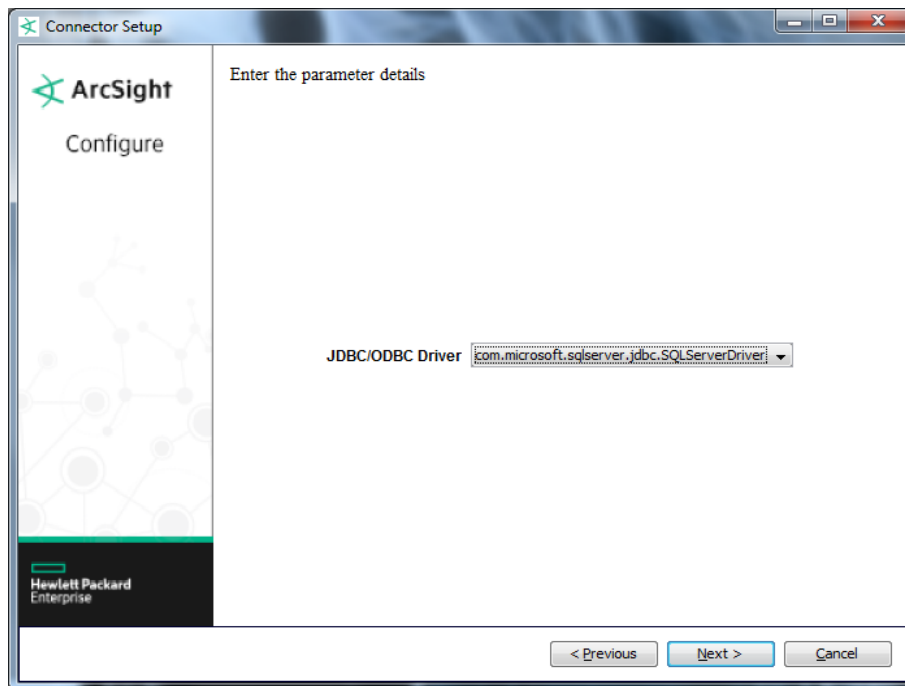 Connector Setup
ArcSight
Configure
Enter the parameter details
JDBC/ODBC Driver com.microsoft.sqlserver.jdbc.SQLServerDriver
Hewlett Packard
Enterprise
< Previous Next > Cancel